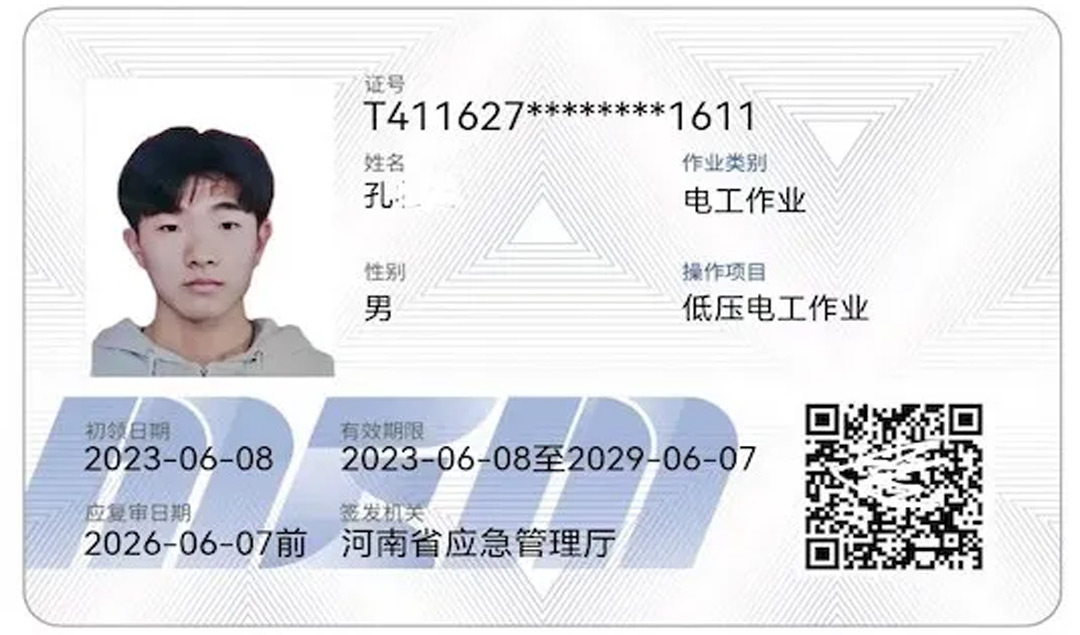 证号
T411627********1611
姓名
孔
作业类别
电工作业
性别
男
操作项目
低压电工作业
初领日期
2023-06-08
有效期限
2023-06-08至2029-06-07
应复审日期
2026-06-07前
签发机关
河南省应急管理厅